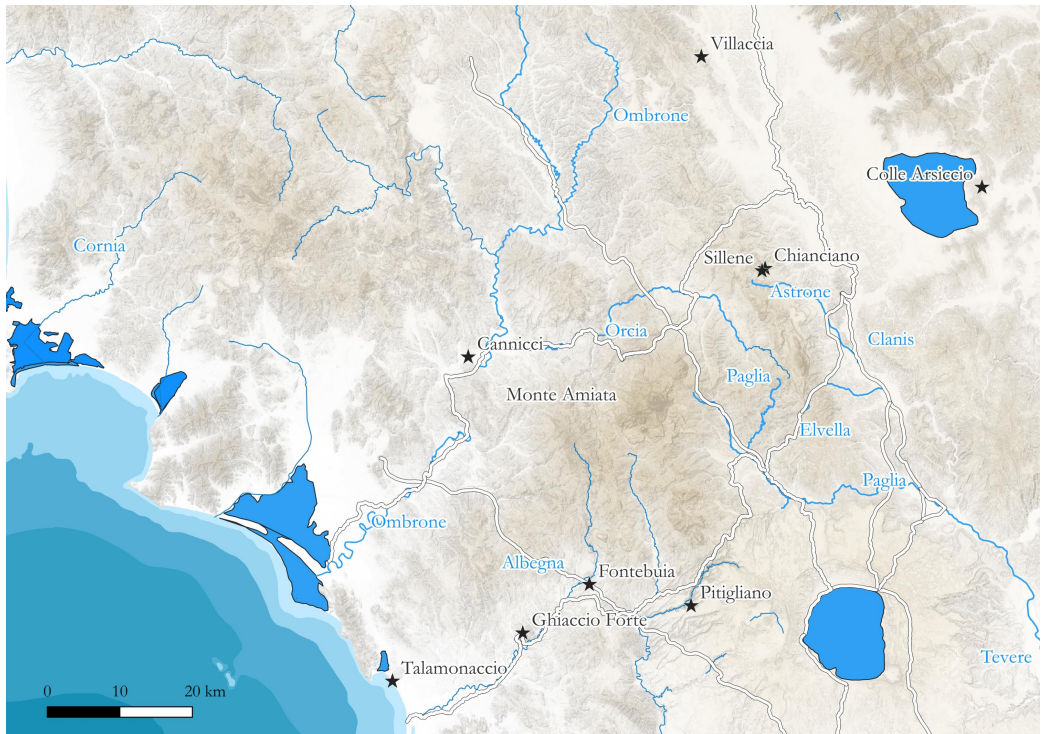 Villaccia
Ombrone
Colle Arsiccio
Cornia
Sillene
Chianciano
Astrone
Orcia
Clanis
Cannicci
Paglia
Monte Amiata
Elvella
Paglia
Ombrone
Albegna
Fontebuia
Pitigliano
Ghiaccio Forte
Tevere
Talamonaccio
0 10 20 km